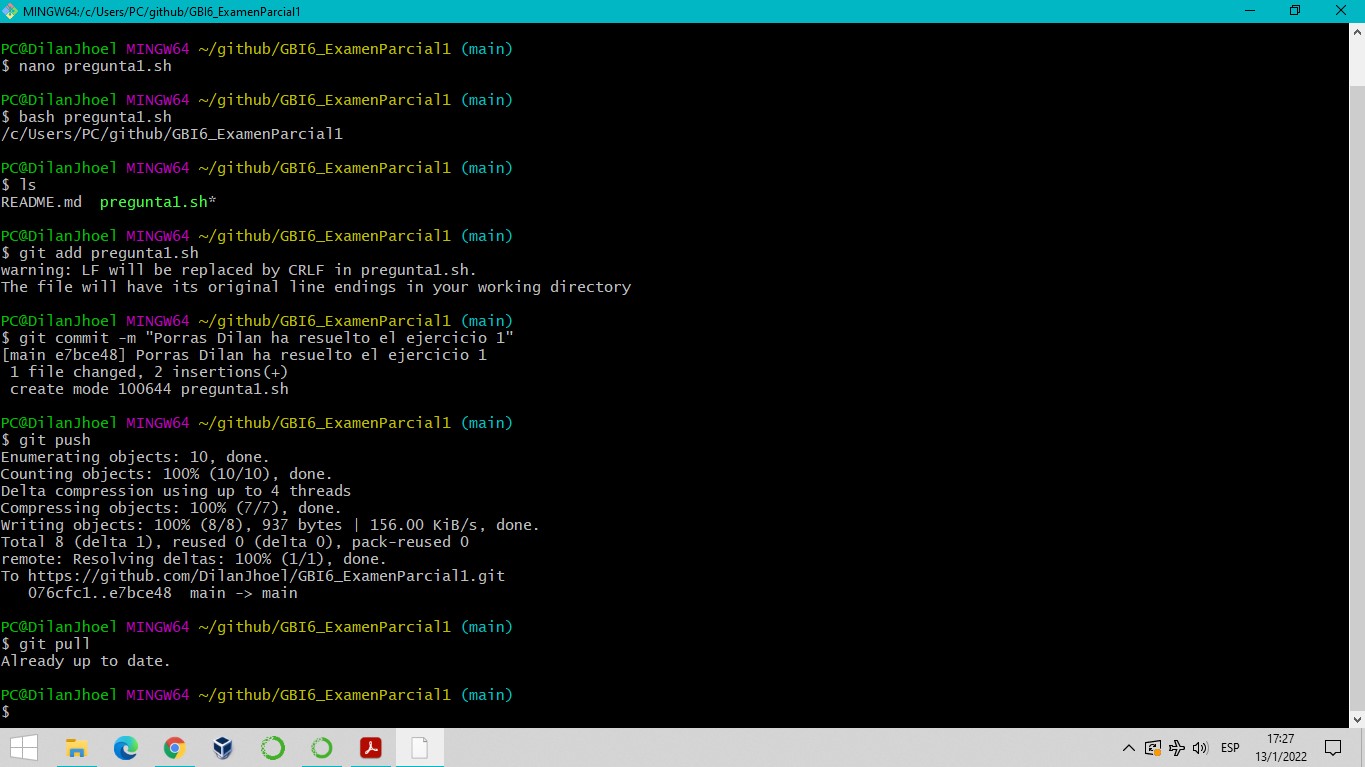 MINGW64:/c/Users/PC/github/GBI6_ExamenParcial1
PC@DilanJhoel MINGW64 ~/github/GBI6_ExamenParcial1 (main)
$ nano pregunta1.sh
PC@DilanJhoel MINGW64 ~/github/GBI6_ExamenParcial1 (main)
$ bash pregunta1.sh
/c/Users/PC/github/GBI6_ExamenParcial1
PC@DilanJhoel MINGW64 ~/github/GBI6_ExamenParcial1 (main)
$ ls
README.md  pregunta1.sh*
PC@DilanJhoel MINGW64 ~/github/GBI6_ExamenParcial1 (main)
$ git add pregunta1.sh
warning: LF will be replaced by CRLF in pregunta1.sh.
The file will have its original line endings in your working directory
PC@DilanJhoel MINGW64 ~/github/GBI6_ExamenParcial1 (main)
$ git commit -m "Porras Dilan ha resuelto el ejercicio 1"
[main e7bce48] Porras Dilan ha resuelto el ejercicio 1
 1 file changed, 2 insertions(+)
 create mode 100644 pregunta1.sh
PC@DilanJhoel MINGW64 ~/github/GBI6_ExamenParcial1 (main)
$ git push
Enumerating objects: 10, done.
Counting objects: 100% (10/10), done.
Delta compression using up to 4 threads
Compressing objects: 100% (7/7), done.
Writing objects: 100% (8/8), 937 bytes | 156.00 KiB/s, done.
Total 8 (delta 1), reused 0 (delta 0), pack-reused 0
remote: Resolving deltas: 100% (1/1), done.
To https://github.com/DilanJhoel/GBI6_ExamenParcial1.git
   076cfc1..e7bce48  main -> main
PC@DilanJhoel MINGW64 ~/github/GBI6_ExamenParcial1 (main)
$ git pull
Already up to date.
PC@DilanJhoel MINGW64 ~/github/GBI6_ExamenParcial1 (main)
$
ESP
17:27
13/1/2022